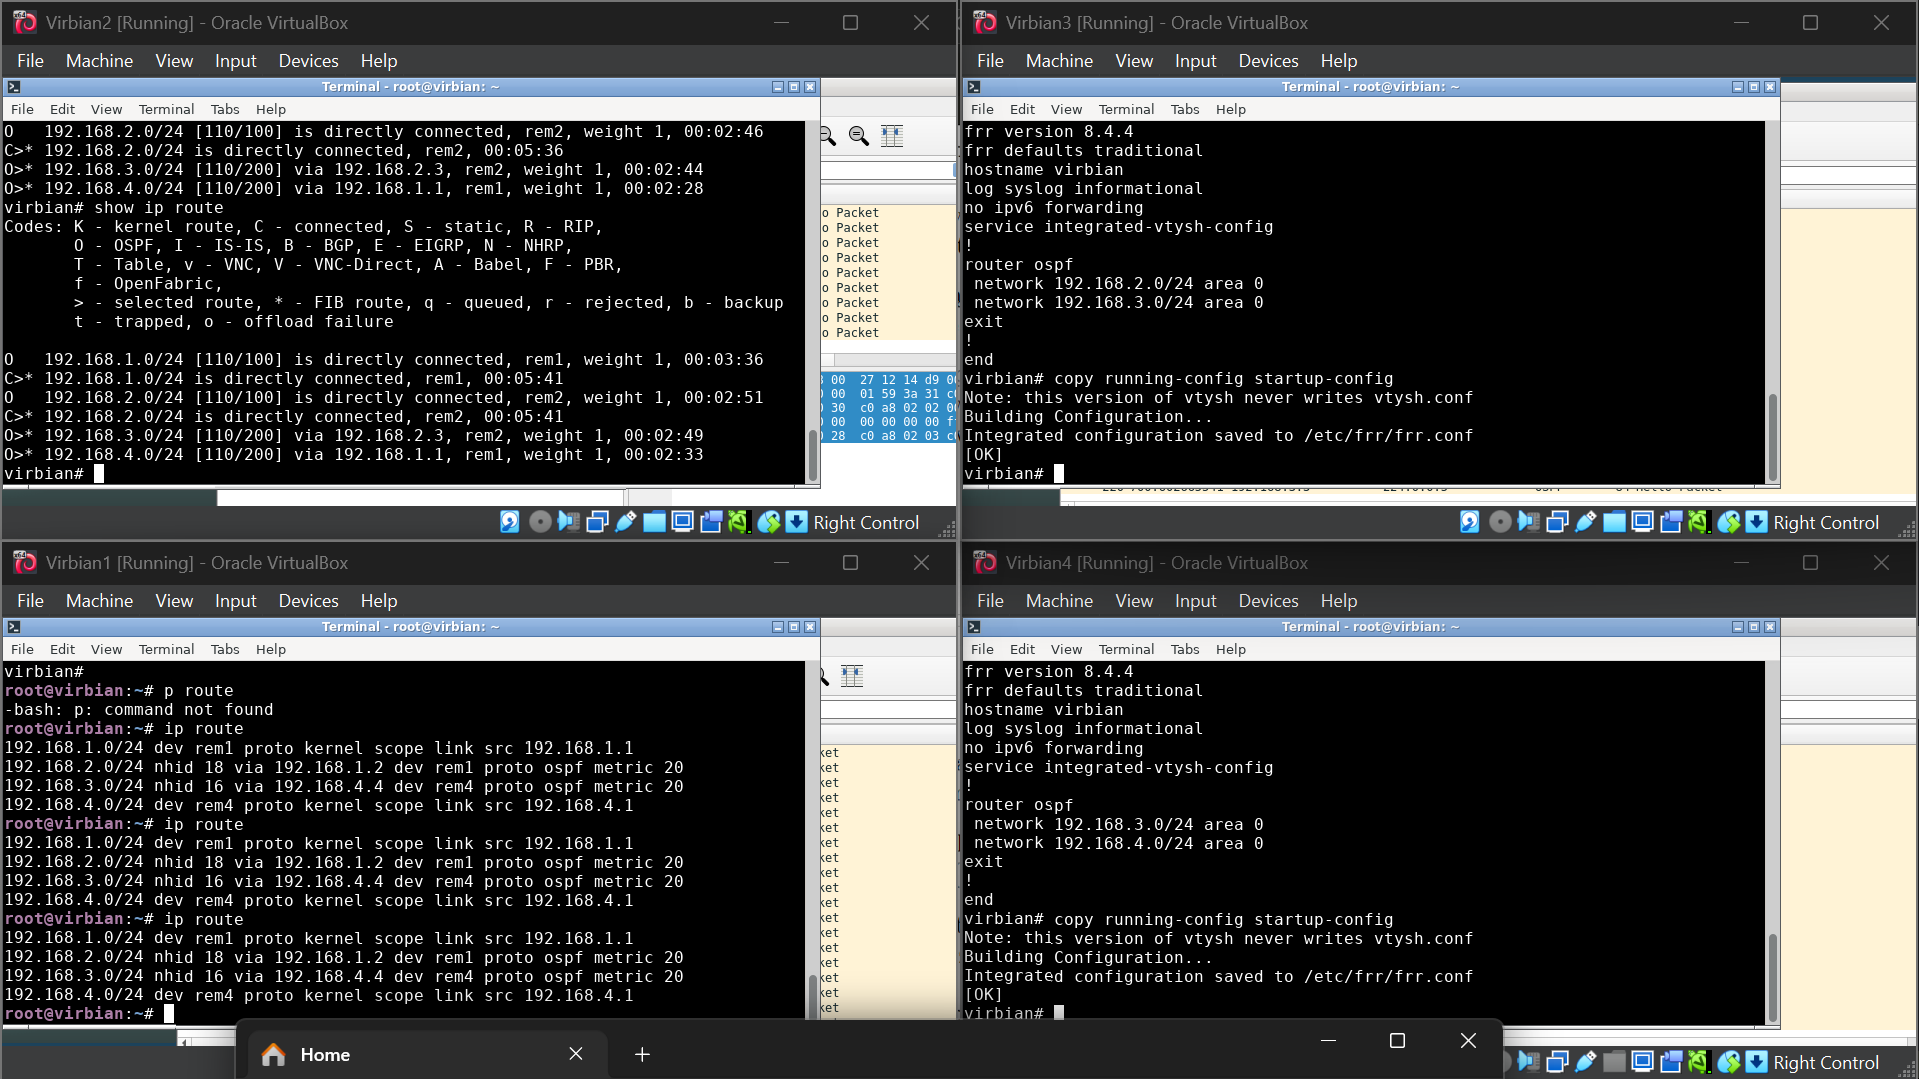 Virbian2 [Running] - Oracle VirtualBox
File Machine View Input Devices Help
Terminal - root@virbian: ~
File Edit View Terminal Tabs Help
O   192.168.2.0/24 [110/100] is directly connected, rem2, weight 1, 00:02:46
C>* 192.168.2.0/24 is directly connected, rem2, 00:05:36
O>* 192.168.3.0/24 [110/200] via 192.168.2.3, rem2, weight 1, 00:02:44
O>* 192.168.4.0/24 [110/200] via 192.168.1.1, rem1, weight 1, 00:02:28
virbian# show ip route
Codes: K - kernel route, C - connected, S - static, R - RIP,
       O - OSPF, I - IS-IS, B - BGP, E - EIGRP, N - NHRP,
       T - Table, v - VNC, V - VNC-Direct, A - Babel, F - PBR,
       f - OpenFabric,
       > - selected route, * - FIB route, q - queued, r - rejected, b - backup
       t - trapped, o - offload failure
O   192.168.1.0/24 [110/100] is directly connected, rem1, weight 1, 00:03:36
C>* 192.168.1.0/24 is directly connected, rem1, 00:05:41
O   192.168.2.0/24 [110/100] is directly connected, rem2, weight 1, 00:02:51
C>* 192.168.2.0/24 is directly connected, rem2, 00:05:41
O>* 192.168.3.0/24 [110/200] via 192.168.2.3, rem2, weight 1, 00:02:49
O>* 192.168.4.0/24 [110/200] via 192.168.1.1, rem1, weight 1, 00:02:33
virbian#
o Packet
o Packet
o Packet
o Packet
o Packet
o Packet
o Packet
o Packet
o Packet
00 27 12 14 d9
00 01 59 3a 31
30 c0 a8 02 02
00 00 00 00 00
28 c0 a8 02 03
Right Control
Virbian3 [Running] - Oracle VirtualBox
File Machine View Input Devices Help
Terminal - root@virbian: ~
File Edit View Terminal Tabs Help
frr version 8.4.4
frr defaults traditional
hostname virbian
log syslog informational
no ipv6 forwarding
service integrated-vtysh-config
!
router ospf
 network 192.168.2.0/24 area 0
 network 192.168.3.0/24 area 0
exit
!
end
virbian# copy running-config startup-config
Note: this version of vtysh never writes vtysh.conf
Building Configuration...
Integrated configuration saved to /etc/frr/frr.conf
[OK]
virbian#
Right Control
Virbian1 [Running] - Oracle VirtualBox
File Machine View Input Devices Help
Terminal - root@virbian: ~
File Edit View Terminal Tabs Help
virbian#
root@virbian:~# p route
-bash: p: command not found
root@virbian:~# ip route
192.168.1.0/24 dev rem1 proto kernel scope link src 192.168.1.1
192.168.2.0/24 nhid 18 via 192.168.1.2 dev rem1 proto ospf metric 20
192.168.3.0/24 nhid 16 via 192.168.4.4 dev rem4 proto ospf metric 20
192.168.4.0/24 dev rem4 proto kernel scope link src 192.168.4.1
root@virbian:~# ip route
192.168.1.0/24 dev rem1 proto kernel scope link src 192.168.1.1
192.168.2.0/24 nhid 18 via 192.168.1.2 dev rem1 proto ospf metric 20
192.168.3.0/24 nhid 16 via 192.168.4.4 dev rem4 proto ospf metric 20
192.168.4.0/24 dev rem4 proto kernel scope link src 192.168.4.1
root@virbian:~# ip route
192.168.1.0/24 dev rem1 proto kernel scope link src 192.168.1.1
192.168.2.0/24 nhid 18 via 192.168.1.2 dev rem1 proto ospf metric 20
192.168.3.0/24 nhid 16 via 192.168.4.4 dev rem4 proto ospf metric 20
192.168.4.0/24 dev rem4 proto kernel scope link src 192.168.4.1
root@virbian:~#
Virbian4 [Running] - Oracle VirtualBox
File Machine View Input Devices Help
Terminal - root@virbian: ~
File Edit View Terminal Tabs Help
frr version 8.4.4
frr defaults traditional
hostname virbian
log syslog informational
no ipv6 forwarding
service integrated-vtysh-config
!
router ospf
 network 192.168.3.0/24 area 0
 network 192.168.4.0/24 area 0
exit
!
end
virbian# copy running-config startup-config
Note: this version of vtysh never writes vtysh.conf
Building Configuration...
Integrated configuration saved to /etc/frr/frr.conf
[OK]
virbian#
Home
Right Control